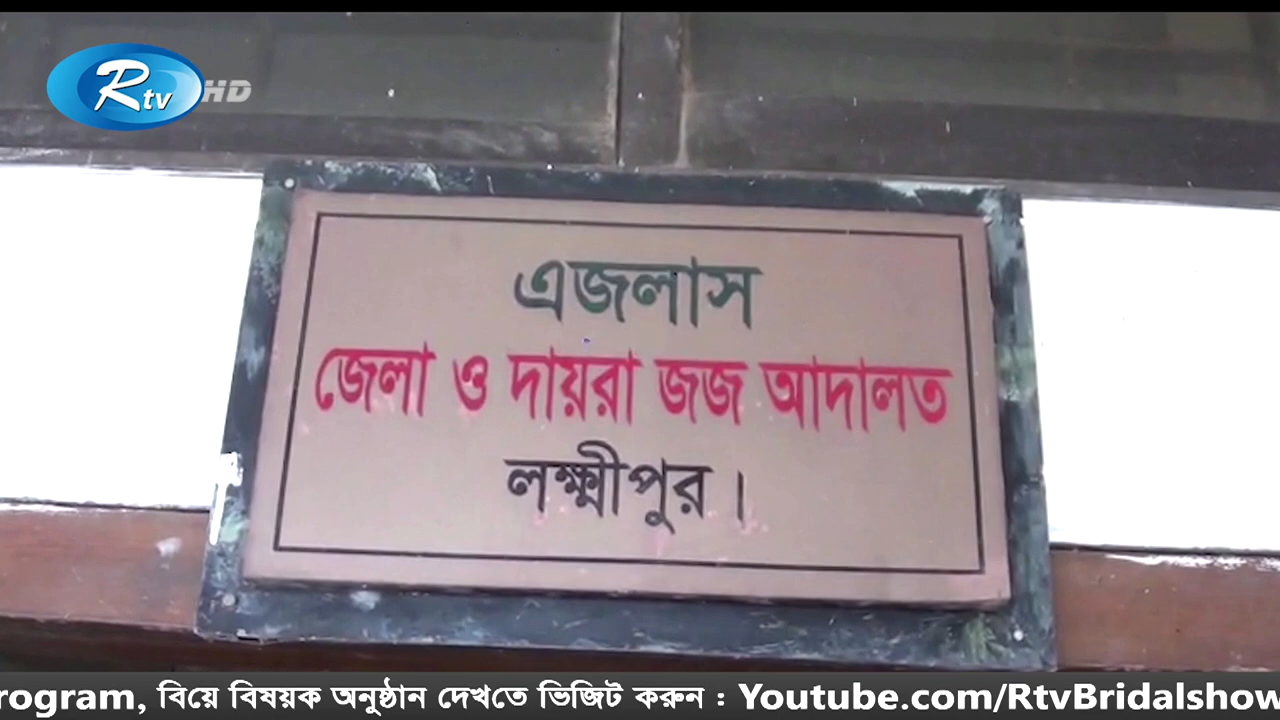 Rtv HD
এজলাস
জেলা ও দায়রা জজ আদালত
লক্ষ্মীপুর।
rogram, বিয়ে বিষয়ক অনুষ্ঠান দেখতে ভিজিট করুন : Youtube.com/RtvBridalshow